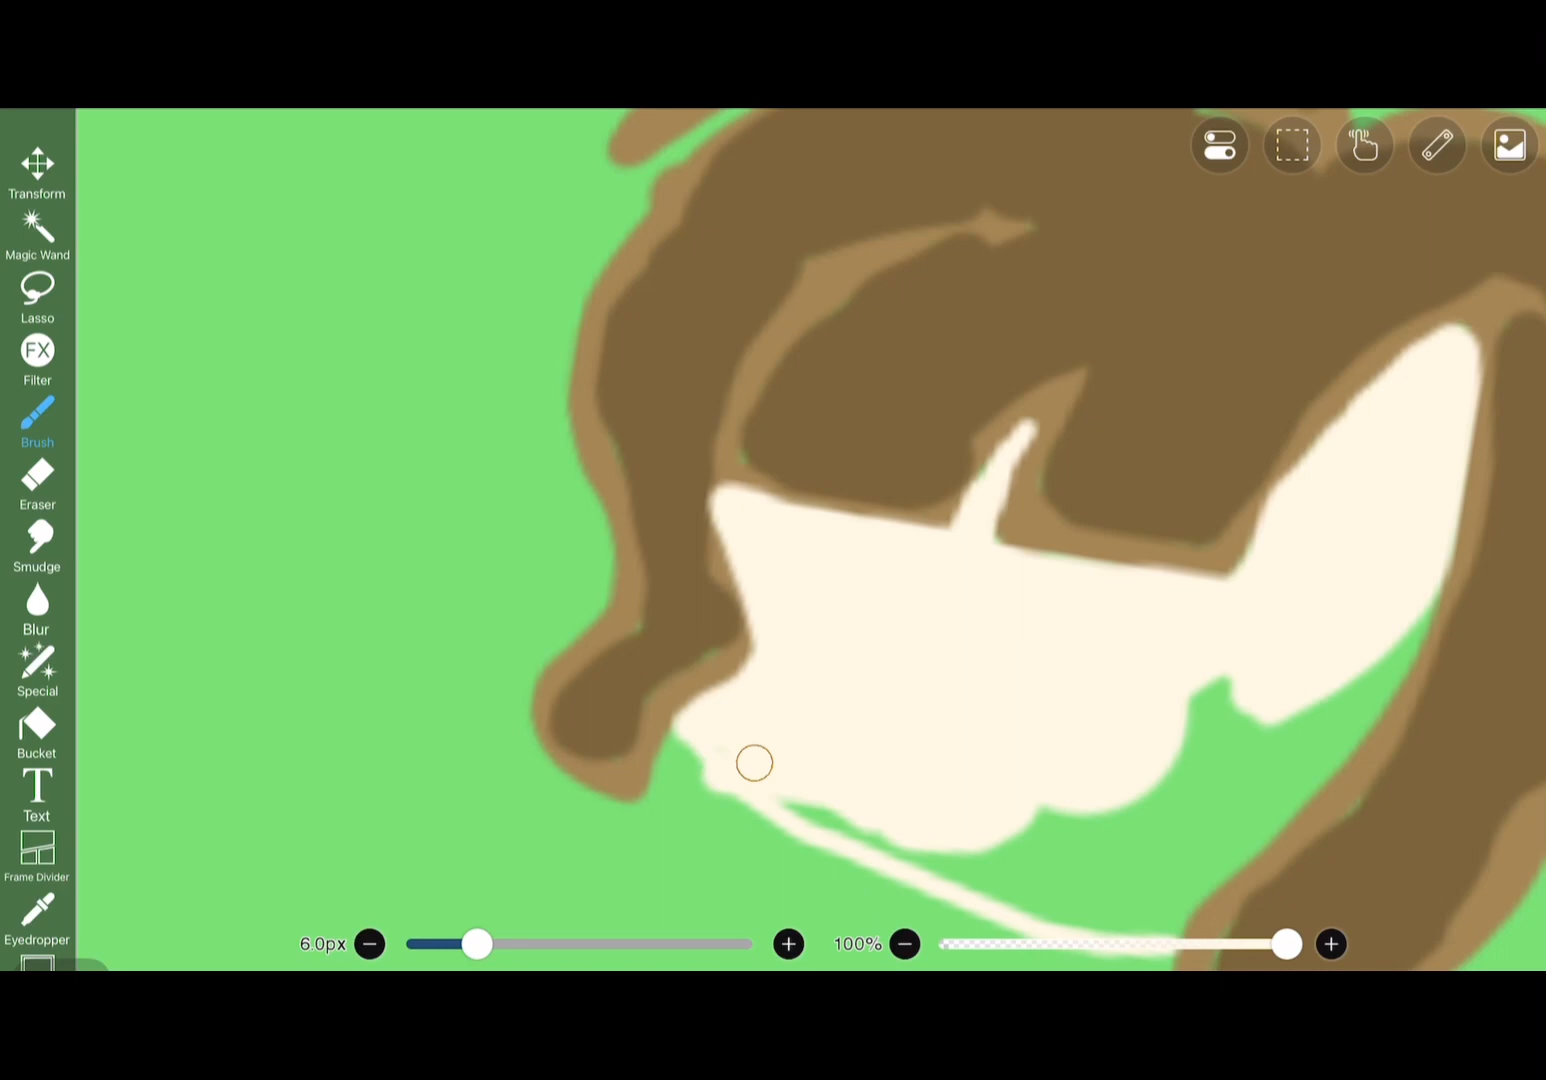 Transform
Magic Wand
Lasso
FX
Filter
Brush
Eraser
Smudge
Blur
Special
Bucket
T
Text
Frame Divider
Eyedropper
6.0px
100%